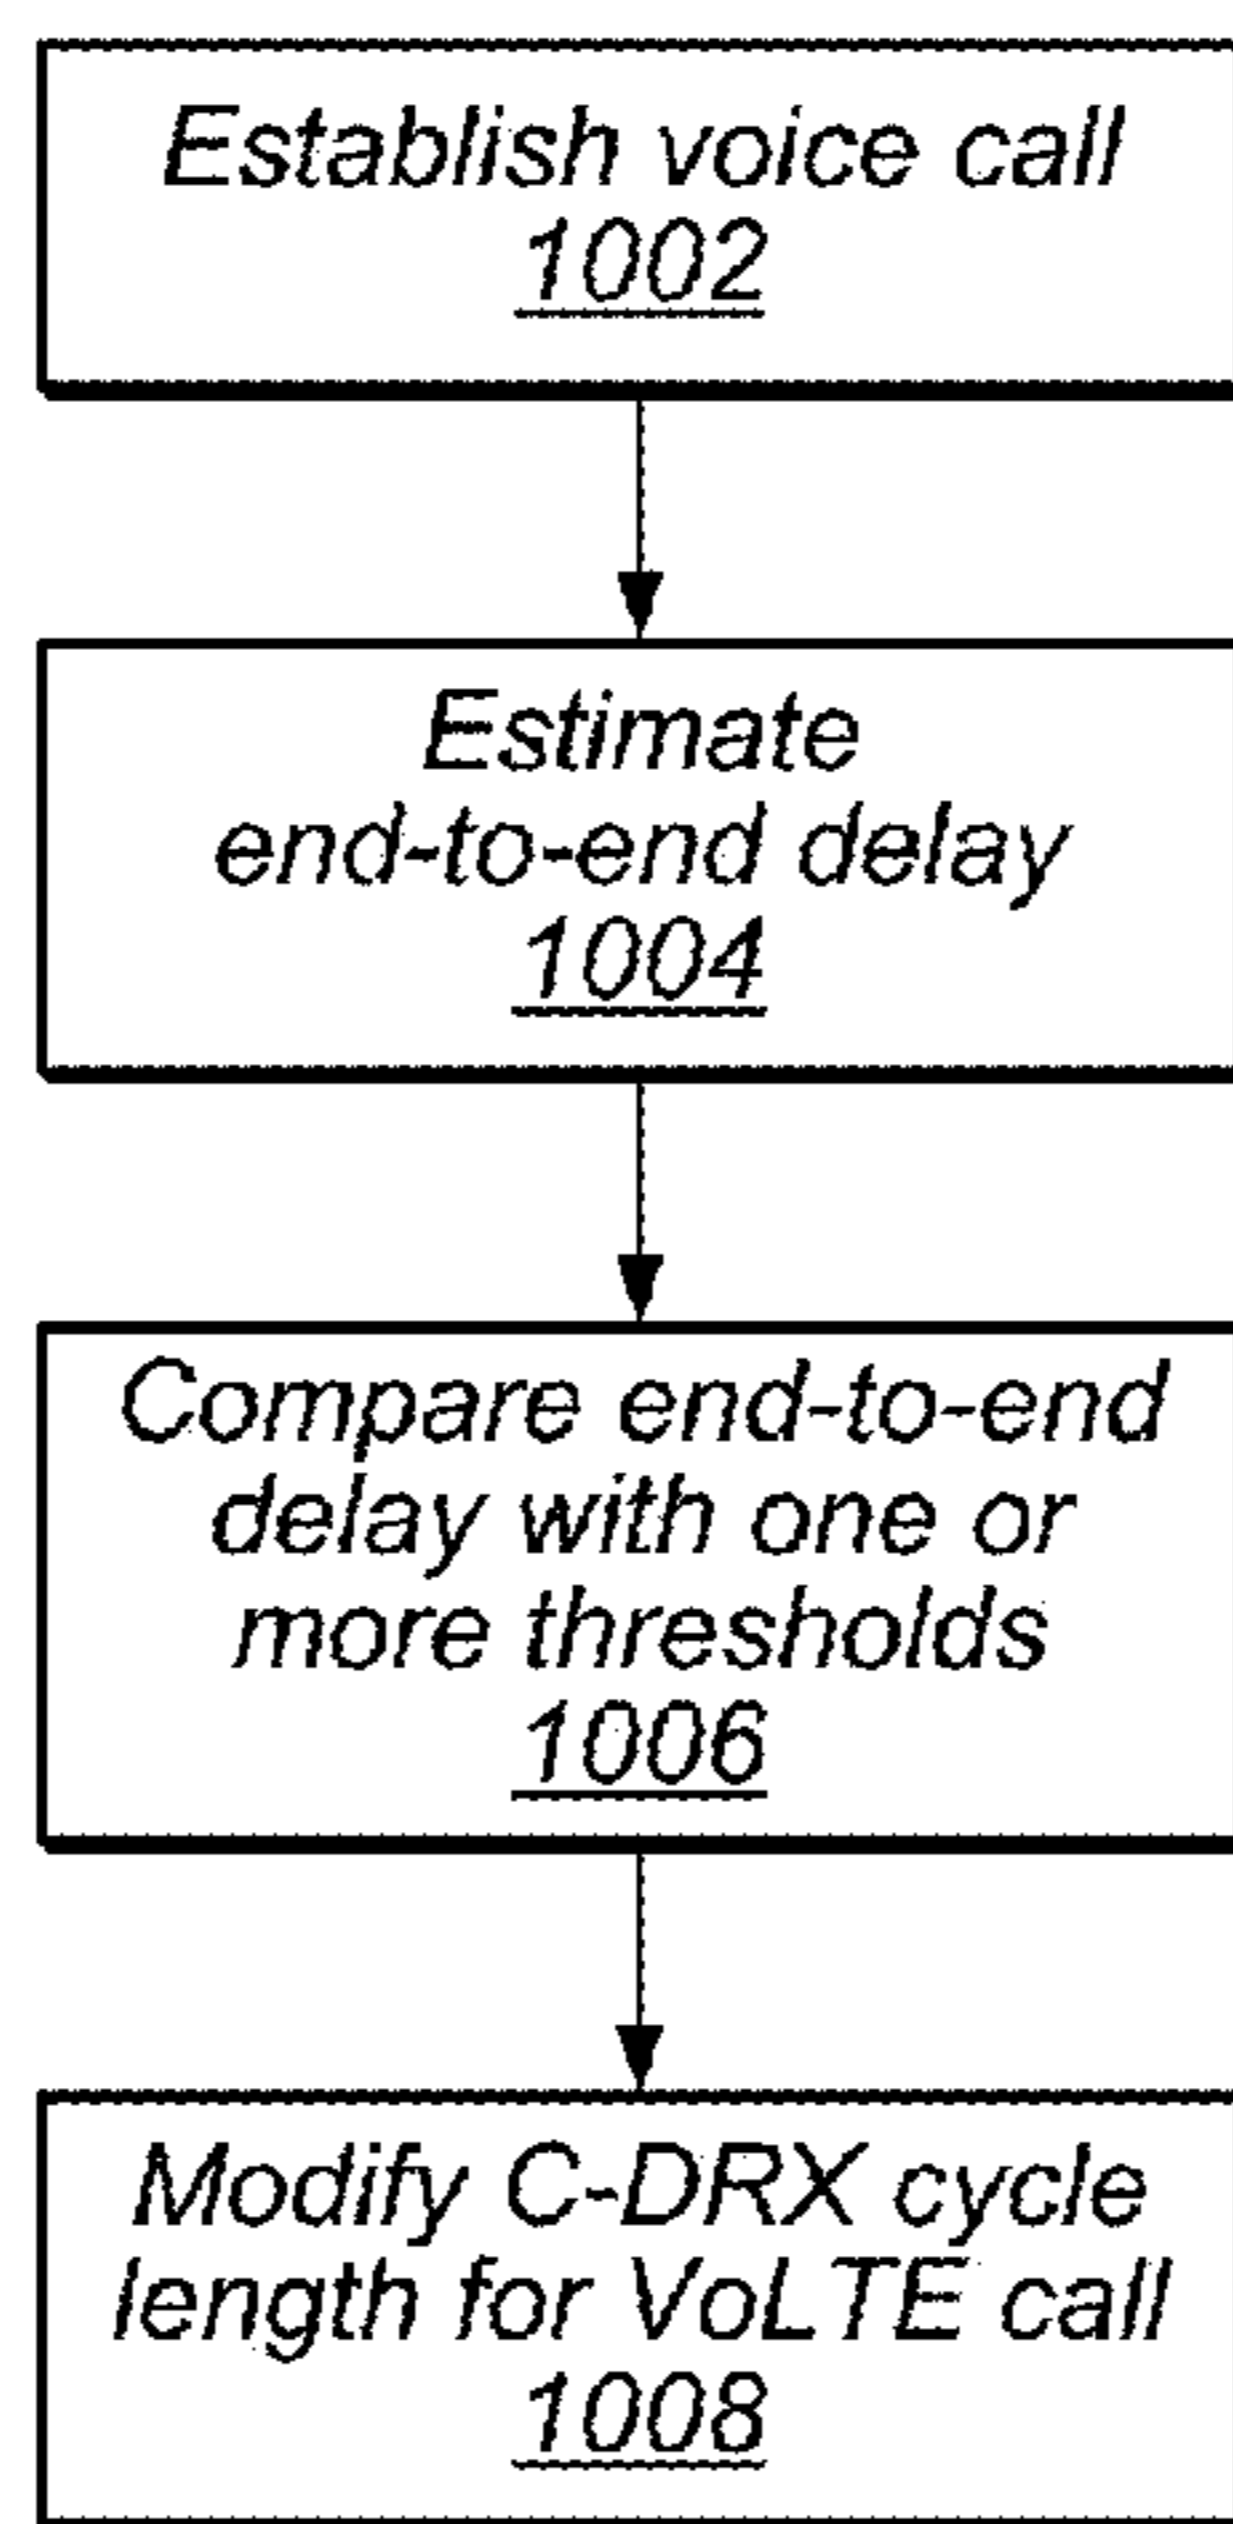 Establish voice call
1002
Estimate
end-to-end delay
1004
Compare end-to-end
delay with one or
more thresholds
1006
Modify C-DRX cycle
length for VoLTE call
1008